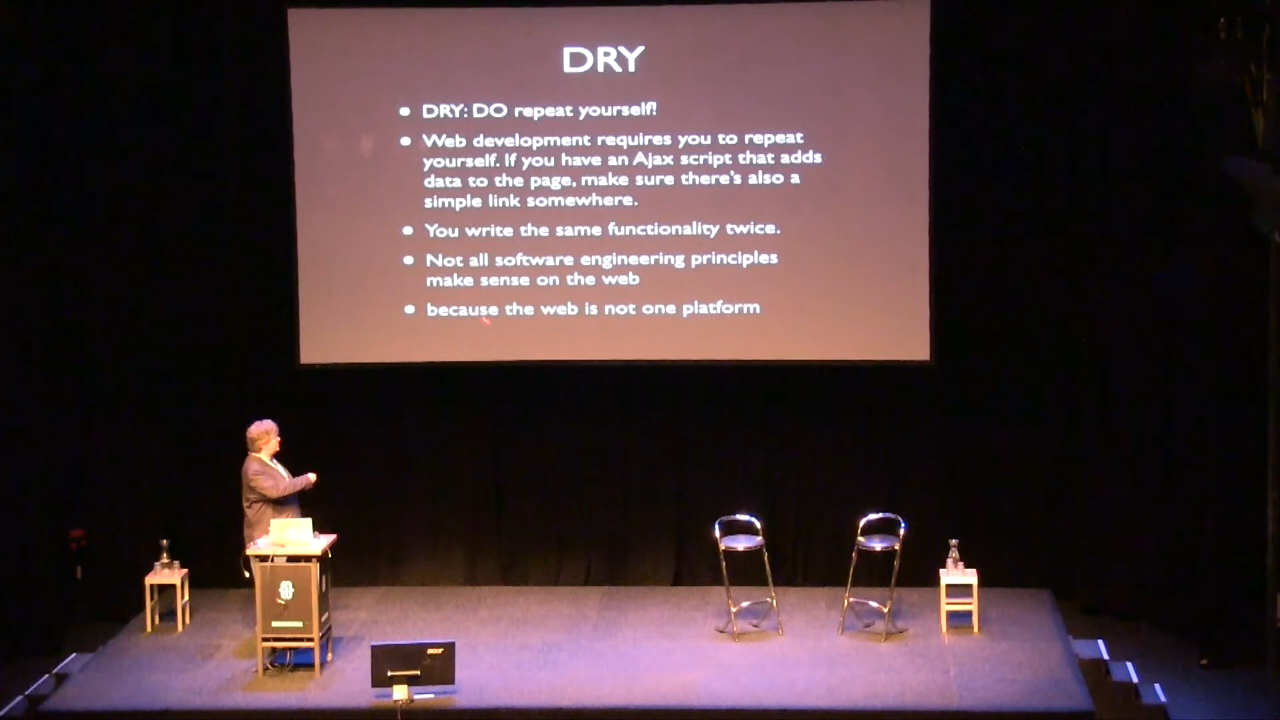 DRY
DRY: DO repeat yourself!
Web development requires you to repeat
yourself. If you have an Ajax script that adds
data to the page, make sure there's also a
simple link somewhere.
You write the same functionality twice.
Not all software engineering principles
make sense on the web
because the web is not one platform
acer